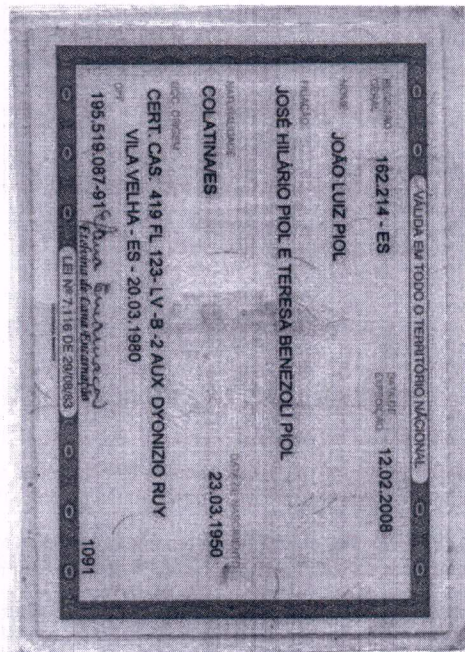 VÁLIDA EM TODO O TERRITÓRIO NACIONAL
REGISTRO GERAL 162.214 - ES DATA DE EXPEDIÇÃO 12.02.2008
NOME JOÃO LUIZ PIOL
FILIAÇÃO JOSÉ HILÁRIO PIOL E TERESA BENEZOLI PIOL
NATURALIDADE DATA DE NASCIMENTO
COLATINA/ES 23.03.1950
DOC. ORIGEM CERT. CAS. 419 FL 123- LV -B -2 AUX DYONIZIO RUY
VILA VELHA - ES - 20.03.1980
CPF 195.519.087-91
1091
LEI Nº 7.116 DE 29/08/83